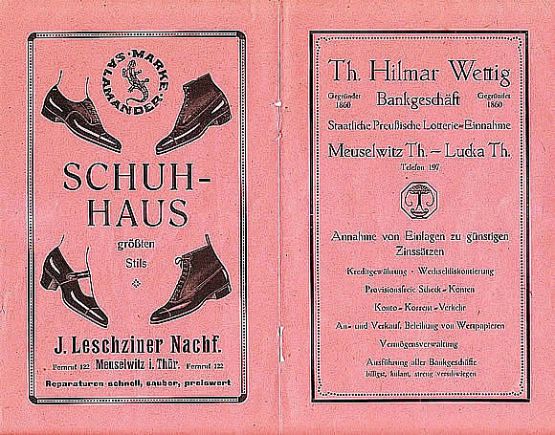 MARKE
SALAMANDER
SCHUH-
HAUS
größten
Stils
J. Leschziner Nachf.
Fernruf 122 Meuselwitz i. Thür. Fernruf 122
Reparaturen schnell, sauber, preiswert
Th. Hilmar Wettig
Gegründet 1860 Bankgeschäft Gegründet 1860
Staatliche Preußische Lotterie-Einnahme
Meuselwitz Th. – Lucka Th.
Telefon 197
Annahme von Einlagen zu günstigen
Zinssätzen
Kreditgewährung · Wechseldiskontierung
Provisionsfreie Scheck-Konten
Konto-Korrent-Verkehr
An- und Verkauf, Beleihung von Wertpapieren
Vermögensverwaltung
Ausführung aller Bankgeschäfte
billigst, kulant, streng verschwiegen